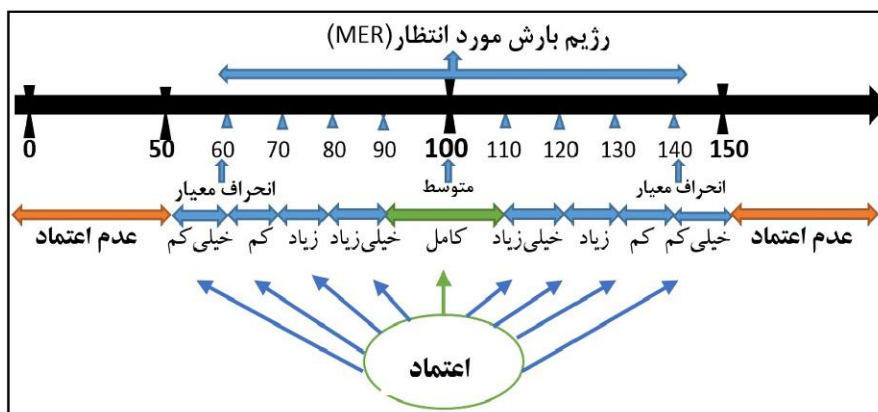 رژیم بارش مورد انتظار(MER)
0 50 60 70 80 90 100 110 120 130 140 150
انحراف معیار متوسط انحراف معیار
عدم اعتماد خیلی کم کم زیاد خیلی‌زیاد کامل خیلی‌زیاد زیاد کم خیلی‌کم عدم اعتماد
اعتماد